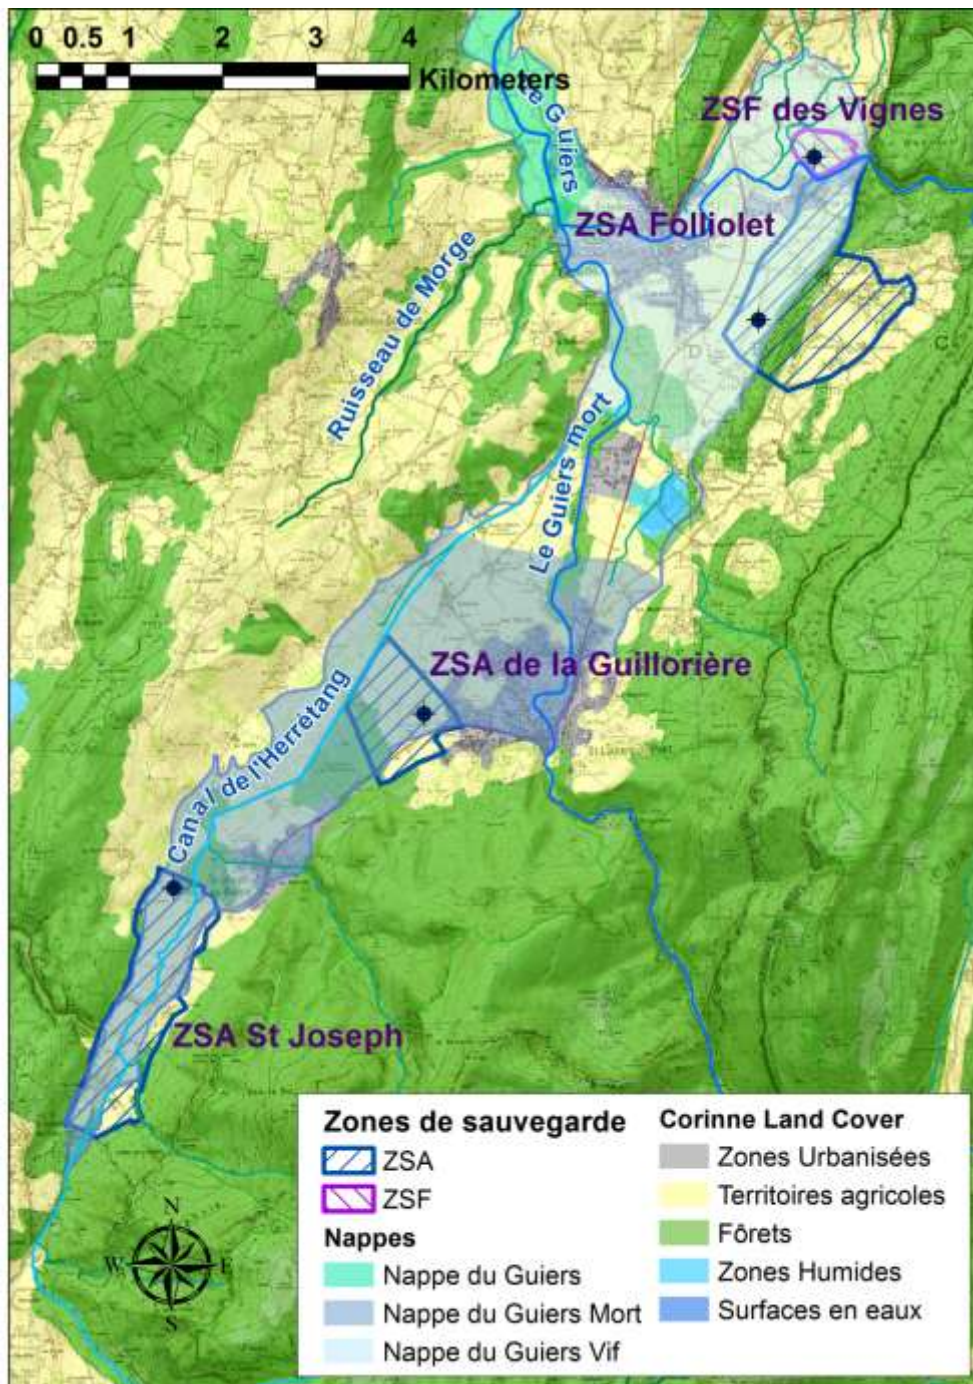 0 0.5 1 2 3 4
Kilometers
Le Guiers
ZSF des Vignes
ZSA Folliolet
Ruisseau de Morge
Le Guiers mort
ZSA de la Guillorière
Canal de l'Herrétang
ZSA St Joseph
Zones de sauvegarde
ZSA
ZSF
Nappes
Nappe du Guiers
Nappe du Guiers Mort
Nappe du Guiers Vif
Corinne Land Cover
Zones Urbanisées
Territoires agricoles
Fôrets
Zones Humides
Surfaces en eaux
N
W E
S